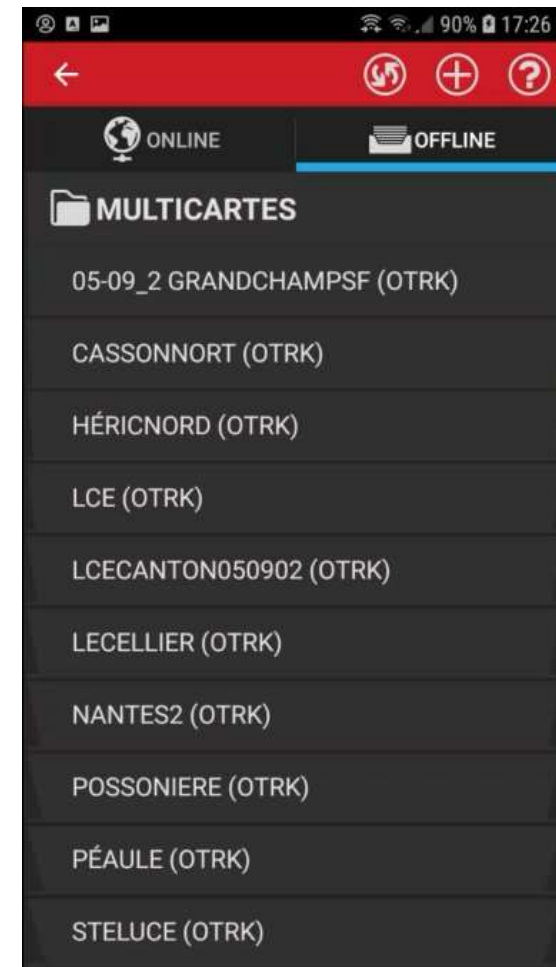 90% 17:26
ONLINE OFFLINE
MULTICARTES
05-09_2 GRANDCHAMPSF (OTRK)
CASSONNORT (OTRK)
HÉRICNORD (OTRK)
LCE (OTRK)
LCECANTON050902 (OTRK)
LECELLIER (OTRK)
NANTES2 (OTRK)
POSSONIERE (OTRK)
PÉAULE (OTRK)
STELUCE (OTRK)